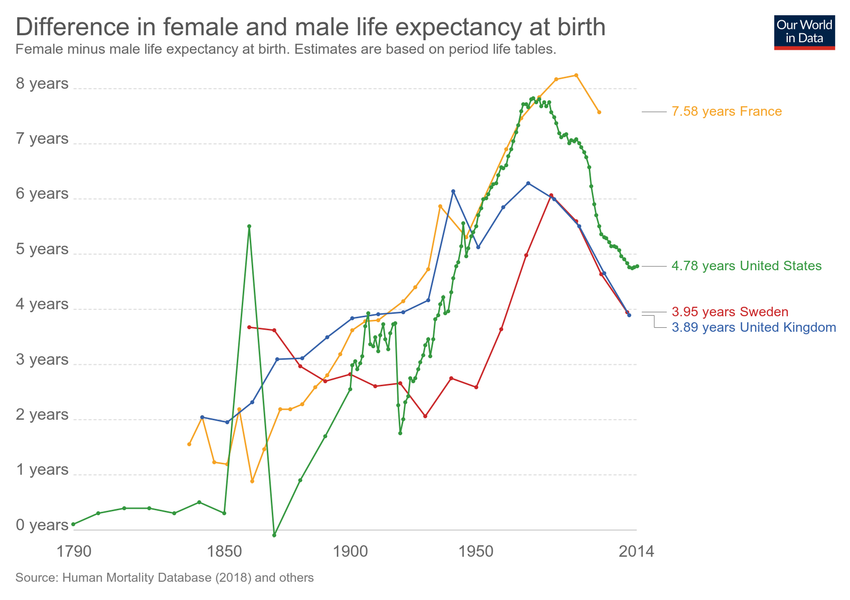 Difference in female and male life expectancy at birth
Female minus male life expectancy at birth. Estimates are based on period life tables.
Our World
in Data
8 years
7 years
6 years
5 years
4 years
3 years
2 years
1 years
0 years
1790
1850
1900
1950
2014
7.58 years France
4.78 years United States
3.95 years Sweden
3.89 years United Kingdom
Source: Human Mortality Database (2018) and others